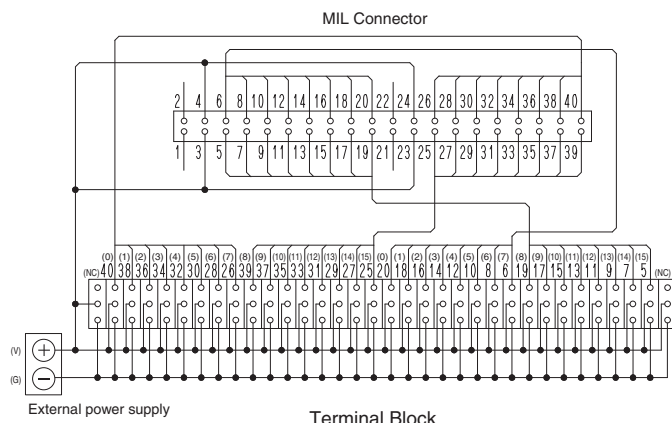 MIL Connector
2 4 6 8 10 12 14 16 18 20 22 24 26 28 30 32 34 36 38 40
1 3 5 7 9 11 13 15 17 19 21 23 25 27 29 31 33 35 37 39
(0) (1) (2) (3) (4) (5) (6) (7) (8) (9) (10) (11) (12) (13) (14) (15) (0) (1) (2) (3) (4) (5) (6) (7) (8) (9) (10) (11) (12) (13) (14) (15)
(NC) 40 38 36 34 32 30 28 26 39 37 35 33 31 29 27 25 20 18 16 14 12 10 8 6 19 17 15 13 11 9 7 5 (NC)
(V)
(G)
External power supply
Terminal Block